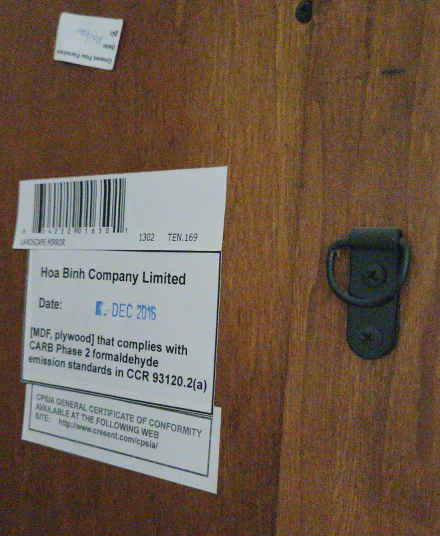 LANDSCAPE MIRROR 1302 TEN.169
Hoa Binh Company Limited
Date: DEC 2016
[MDF, plywood] that complies with
CARB Phase 2 formaldehyde
emission standards in CCR 93120.2(a)
CPSIA GENERAL CERTIFICATE OF CONFORMITY
AVAILABLE AT THE FOLLOWING WEB
SITE: http://www.cresent.com/cpsia/